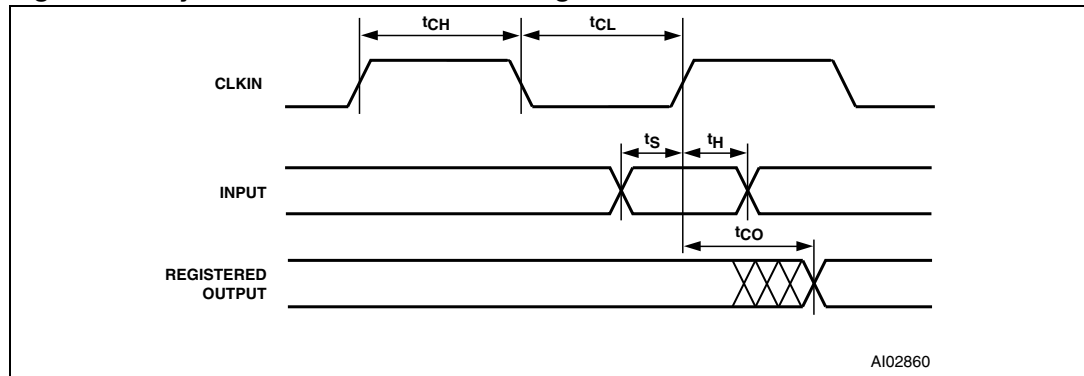 tCH
tCL
CLKIN
tS
tH
INPUT
tCO
REGISTERED
OUTPUT
AI02860